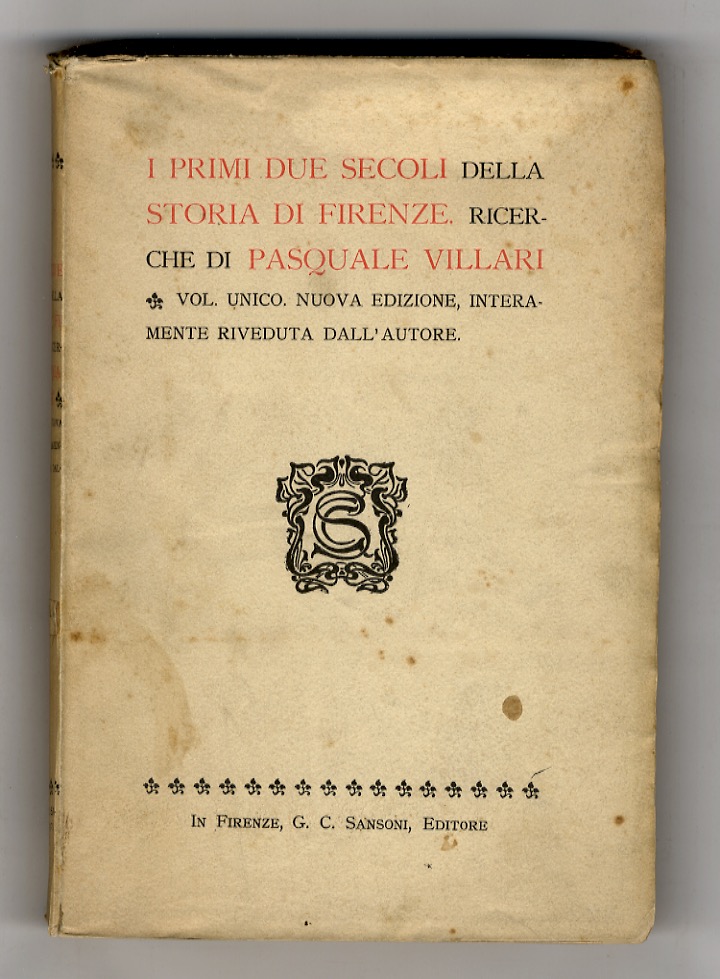 I PRIMI DUE SECOLI DELLA
STORIA DI FIRENZE. RICER-
CHE DI PASQUALE VILLARI
VOL. UNICO. NUOVA EDIZIONE, INTERA-
MENTE RIVEDUTA DALL'AUTORE.
IN FIRENZE, G. C. SANSONI, EDITORE